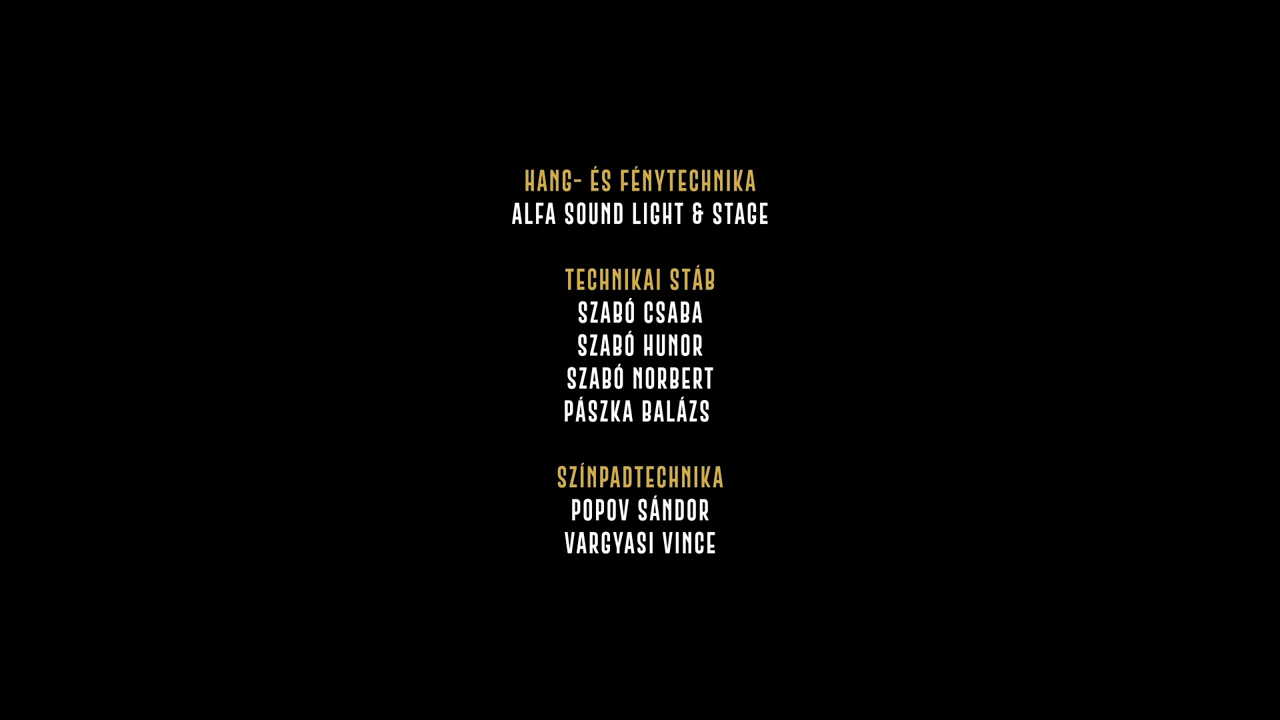 HANG- ÉS FÉNYTECHNIKA
ALFA SOUND LIGHT & STAGE
TECHNIKAI STÁB
SZABÓ CSABA
SZABÓ HUNOR
SZABÓ NORBERT
PÁSZKA BALÁZS
SZÍNPADTECHNIKA
POPOV SÁNDOR
VARGYASI VINCE